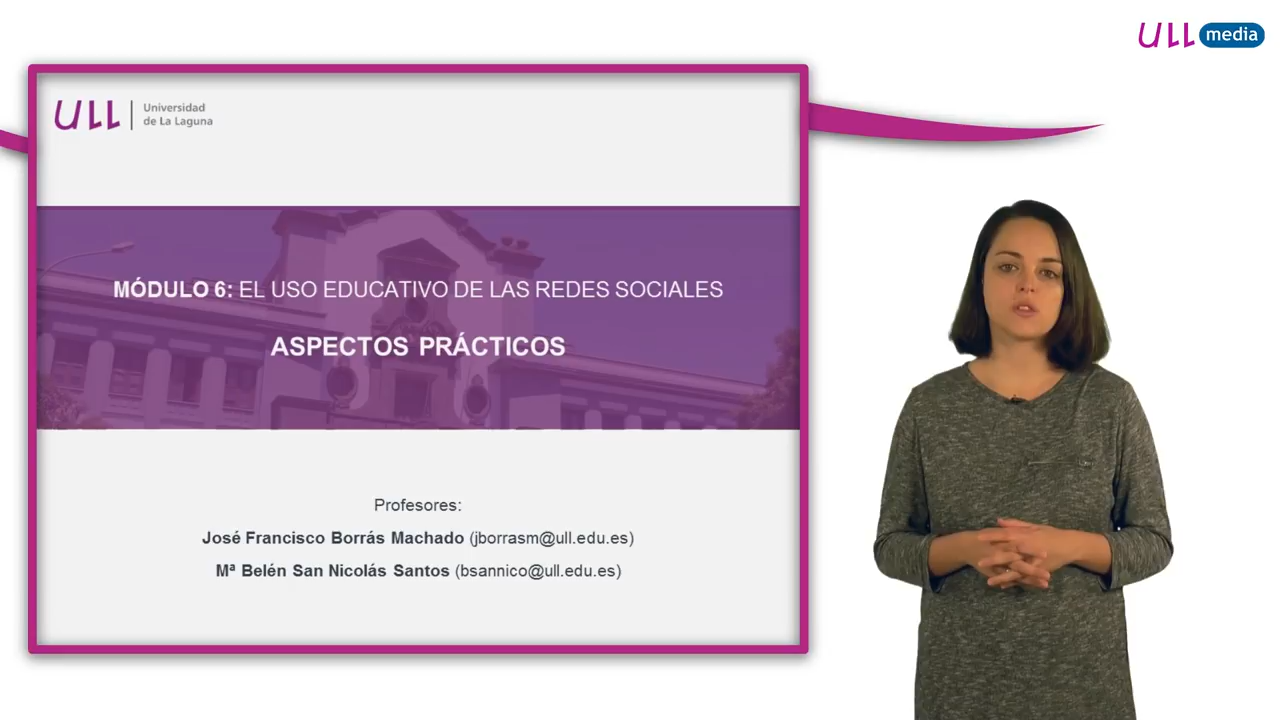 ULL media
ULL
Universidad
de La Laguna
MÓDULO 6: EL USO EDUCATIVO DE LAS REDES SOCIALES
ASPECTOS PRÁCTICOS
Profesores:
José Francisco Borrás Machado (jborrasm@ull.edu.es)
Mª Belén San Nicolás Santos (bsannico@ull.edu.es)